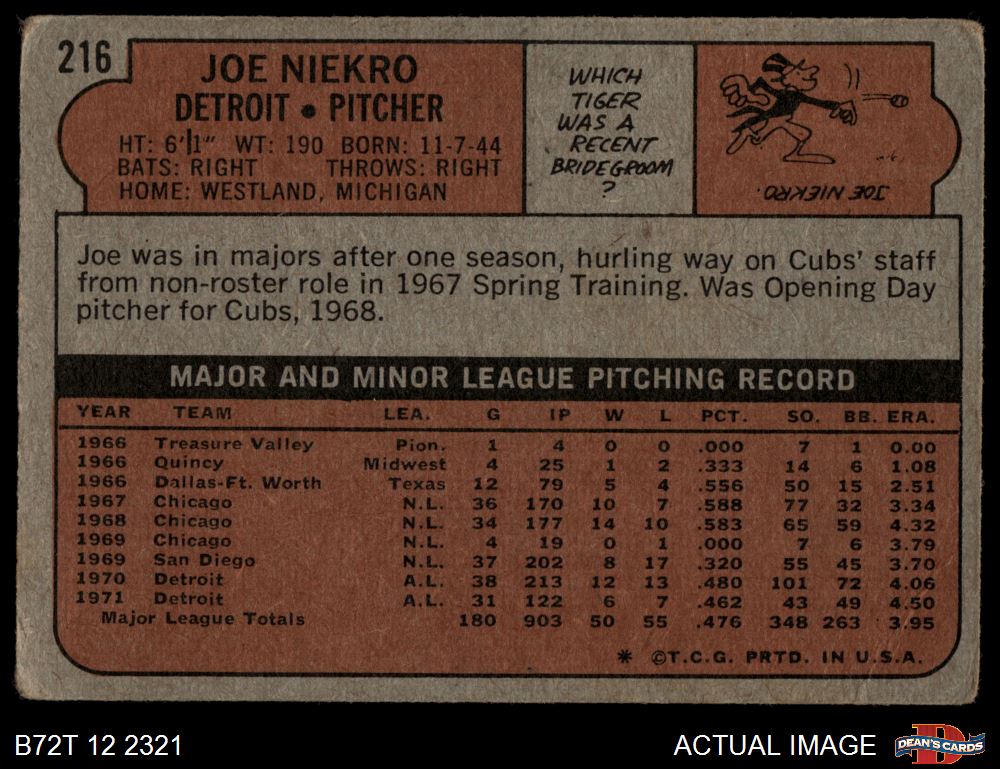 216
JOE NIEKRO
DETROIT • PITCHER
HT: 6'1" WT: 190 BORN: 11-7-44
BATS: RIGHT THROWS: RIGHT
HOME: WESTLAND, MICHIGAN
WHICH
TIGER
WAS A
RECENT
BRIDEGROOM
?
JOE NIEKRO.
Joe was in majors after one season, hurling way on Cubs' staff
from non-roster role in 1967 Spring Training. Was Opening Day
pitcher for Cubs, 1968.
MAJOR AND MINOR LEAGUE PITCHING RECORD
YEAR TEAM LEA. G IP W L PCT. SO. BB. ERA.
1966 Treasure Valley Pion. 1 4 0 0 .000 7 1 0.00
1966 Quincy Midwest 4 25 1 2 .333 14 6 1.08
1966 Dallas-Ft. Worth Texas 12 79 5 4 .556 50 15 2.51
1967 Chicago N.L. 36 170 10 7 .588 77 32 3.34
1968 Chicago N.L. 34 177 14 10 .583 65 59 4.32
1969 Chicago N.L. 4 19 0 1 .000 7 6 3.79
1969 San Diego N.L. 37 202 8 17 .320 55 45 3.70
1970 Detroit A.L. 38 213 12 13 .480 101 72 4.06
1971 Detroit A.L. 31 122 6 7 .462 43 49 4.50
Major League Totals 180 903 50 55 .476 348 263 3.95
* ©T.C.G. PRTD. IN U.S.A.
B72T 12 2321
ACTUAL IMAGE
D
DEAN'S CARDS